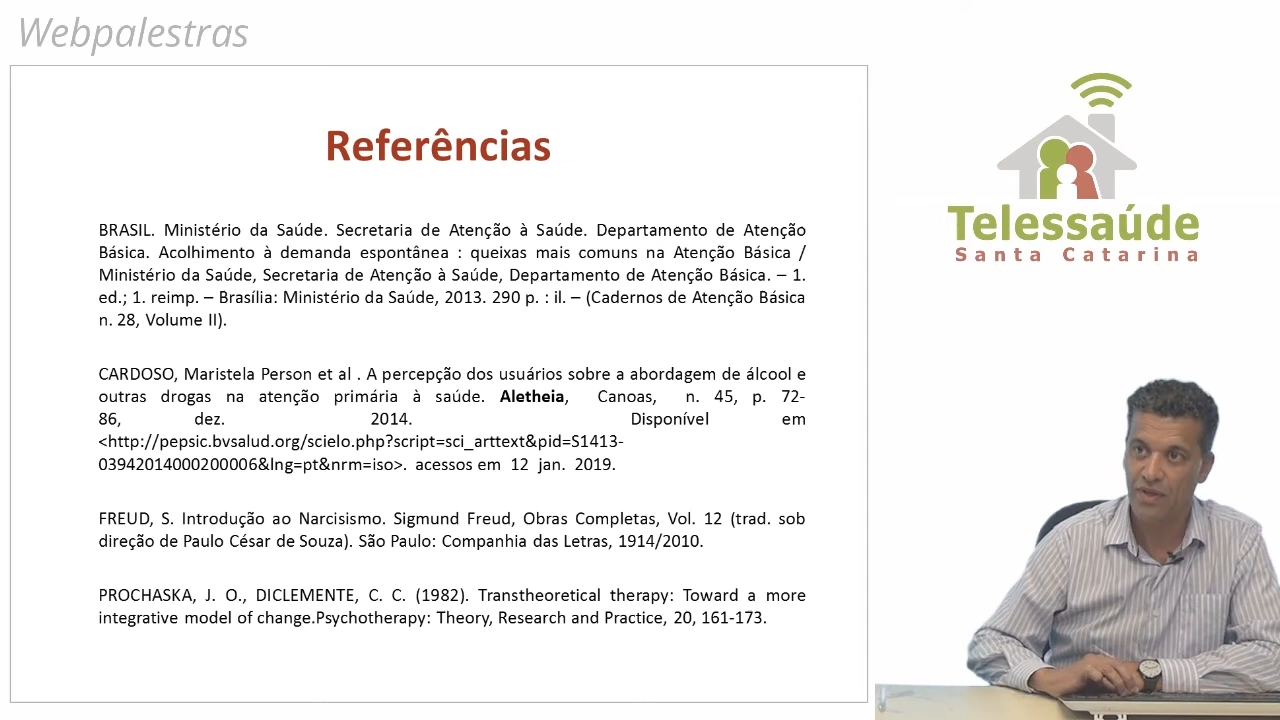 Webpalestras
Referências
BRASIL. Ministério da Saúde. Secretaria de Atenção à Saúde. Departamento de Atenção
Básica. Acolhimento à demanda espontânea : queixas mais comuns na Atenção Básica /
Ministério da Saúde, Secretaria de Atenção à Saúde, Departamento de Atenção Básica. – 1.
ed.; 1. reimp. – Brasília: Ministério da Saúde, 2013. 290 p. : il. – (Cadernos de Atenção Básica
n. 28, Volume II).
CARDOSO, Maristela Person et al . A percepção dos usuários sobre a abordagem de álcool e
outras drogas na atenção primária à saúde. Aletheia, Canoas, n. 45, p. 72-
86, dez. 2014. Disponível em
<http://pepsic.bvsalud.org/scielo.php?script=sci_arttext&pid=S1413-
03942014000200006&lng=pt&nrm=iso>. acessos em 12 jan. 2019.
FREUD, S. Introdução ao Narcisismo. Sigmund Freud, Obras Completas, Vol. 12 (trad. sob
direção de Paulo César de Souza). São Paulo: Companhia das Letras, 1914/2010.
PROCHASKA, J. O., DICLEMENTE, C. C. (1982). Transtheoretical therapy: Toward a more
integrative model of change.Psychotherapy: Theory, Research and Practice, 20, 161-173.
Telessaúde
Santa Catarina